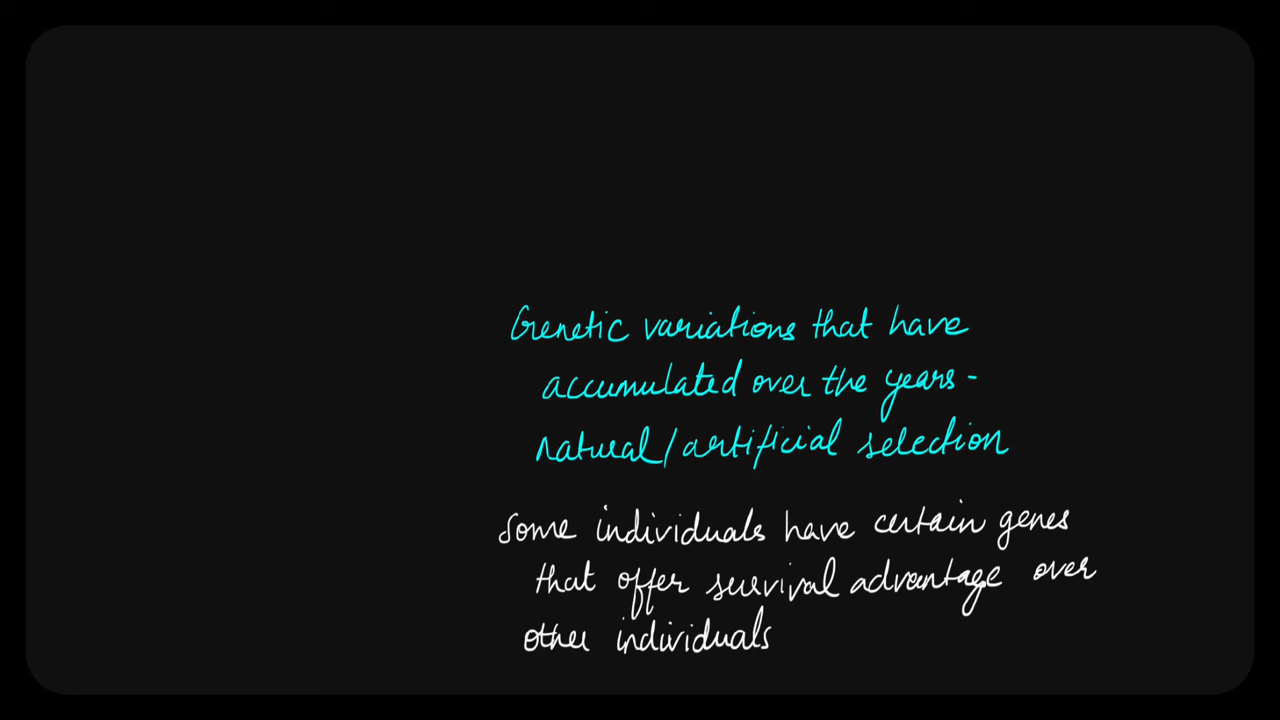 Genetic variations that have
accumulated over the years -
natural/artificial selection
Some individuals have certain genes
that offer survival advantage over
other individuals